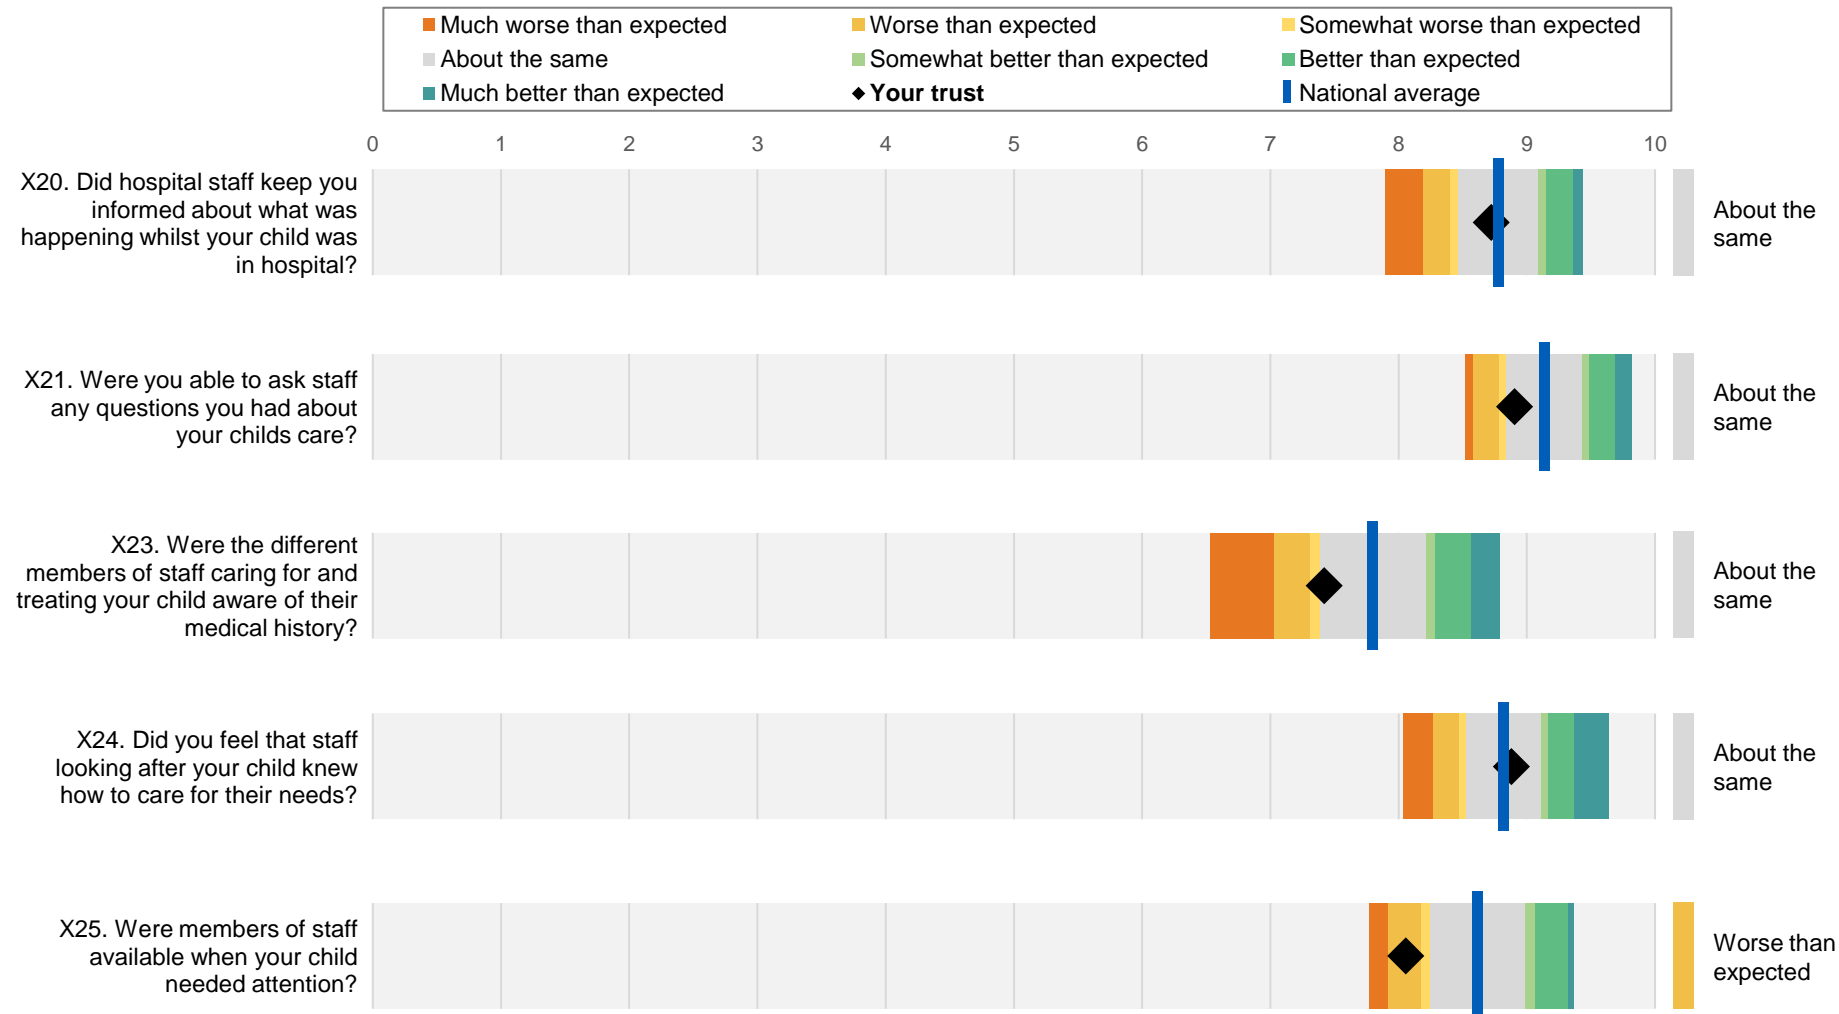 Much worse than expected
Worse than expected
Somewhat worse than expected
About the same
Somewhat better than expected
Better than expected
Much better than expected
Your trust
National average
0 1 2 3 4 5 6 7 8 9 10
X20. Did hospital staff keep you
informed about what was
happening whilst your child was
in hospital?
About the
same
X21. Were you able to ask staff
any questions you had about
your childs care?
About the
same
X23. Were the different
members of staff caring for and
treating your child aware of their
medical history?
About the
same
X24. Did you feel that staff
looking after your child knew
how to care for their needs?
About the
same
X25. Were members of staff
available when your child
needed attention?
Worse than
expected